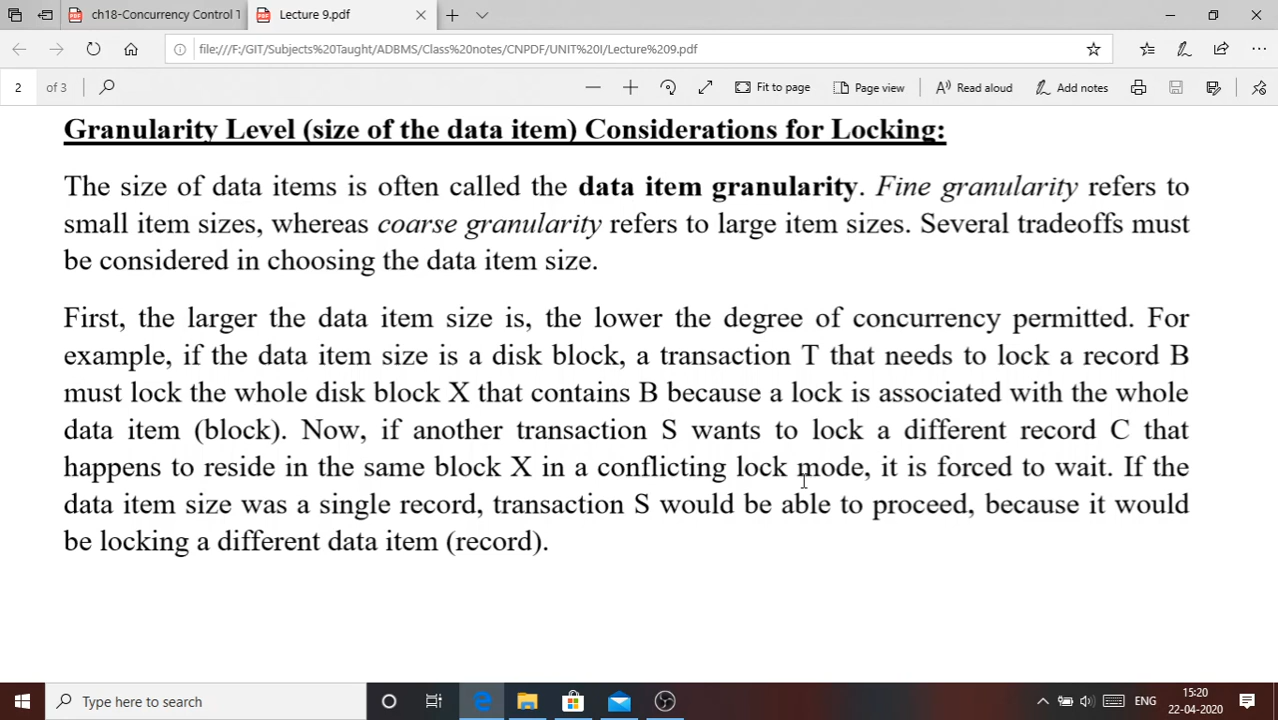 ch18-Concurrency Control T
Lecture 9.pdf
file:///F:/GIT/Subjects%20Taught/ADBMS/Class%20notes/CNPDF/UNIT%20I/Lecture%209.pdf
2 of 3
Fit to page
Page view
Read aloud
Add notes
Granularity Level (size of the data item) Considerations for Locking:
The size of data items is often called the data item granularity. Fine granularity refers to
small item sizes, whereas coarse granularity refers to large item sizes. Several tradeoffs must
be considered in choosing the data item size.
First, the larger the data item size is, the lower the degree of concurrency permitted. For
example, if the data item size is a disk block, a transaction T that needs to lock a record B
must lock the whole disk block X that contains B because a lock is associated with the whole
data item (block). Now, if another transaction S wants to lock a different record C that
happens to reside in the same block X in a conflicting lock mode, it is forced to wait. If the
data item size was a single record, transaction S would be able to proceed, because it would
be locking a different data item (record).
Type here to search
ENG
15:20
22-04-2020